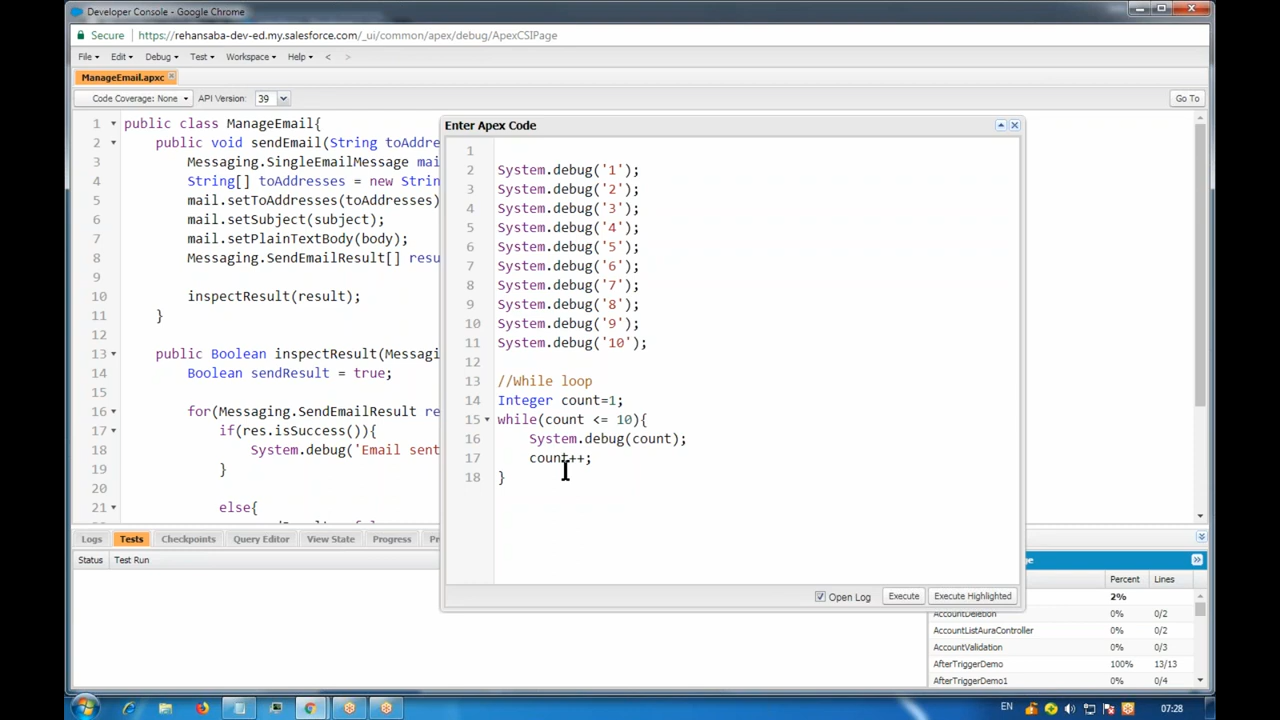 Developer Console - Google Chrome
Secure https://rehansaba-dev-ed.my.salesforce.com/_ui/common/apex/debug/ApexCSIPage
File Edit Debug Test Workspace Help < >
ManageEmail.apxc
Code Coverage: None API Version: 39 Go To
1 public class ManageEmail{
2 public void sendEmail(String toAddre
3 Messaging.SingleEmailMessage mai
4 String[] toAddresses = new Strin
5 mail.setToAddresses(toAddresses)
6 mail.setSubject(subject);
7 mail.setPlainTextBody(body);
8 Messaging.SendEmailResult[] resu
9
10 inspectResult(result);
11 }
12
13 public Boolean inspectResult(Messagi
14 Boolean sendResult = true;
15
16 for(Messaging.SendEmailResult re
17 if(res.isSuccess()){
18 System.debug('Email sent
19 }
20
21 else{
Enter Apex Code
1
2 System.debug('1');
3 System.debug('2');
4 System.debug('3');
5 System.debug('4');
6 System.debug('5');
7 System.debug('6');
8 System.debug('7');
9 System.debug('8');
10 System.debug('9');
11 System.debug('10');
12
13 //While loop
14 Integer count=1;
15 while(count <= 10){
16 System.debug(count);
17 count++;
18 }
Open Log Execute Execute Highlighted
Logs Tests Checkpoints Query Editor View State Progress Pr
Status Test Run
Percent Lines
2%
AccountDeletion 0% 0/2
AccountListAuraController 0% 0/2
AccountValidation 0% 0/3
AfterTriggerDemo 100% 13/13
AfterTriggerDemo1 0% 0/4
EN 07:28